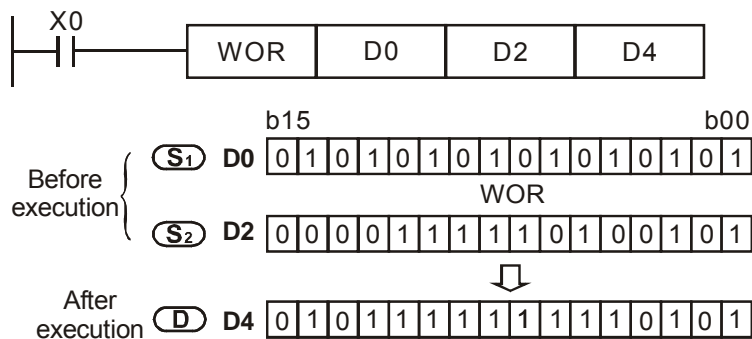 X0
WOR D0 D2 D4
b15 b00
Before execution
S1 D0 0 1 0 1 0 1 0 1 0 1 0 1 0 1 0 1
WOR
S2 D2 0 0 0 0 1 1 1 1 1 0 1 0 0 1 0 1
After execution
D D4 0 1 0 1 1 1 1 1 1 1 1 1 0 1 0 1